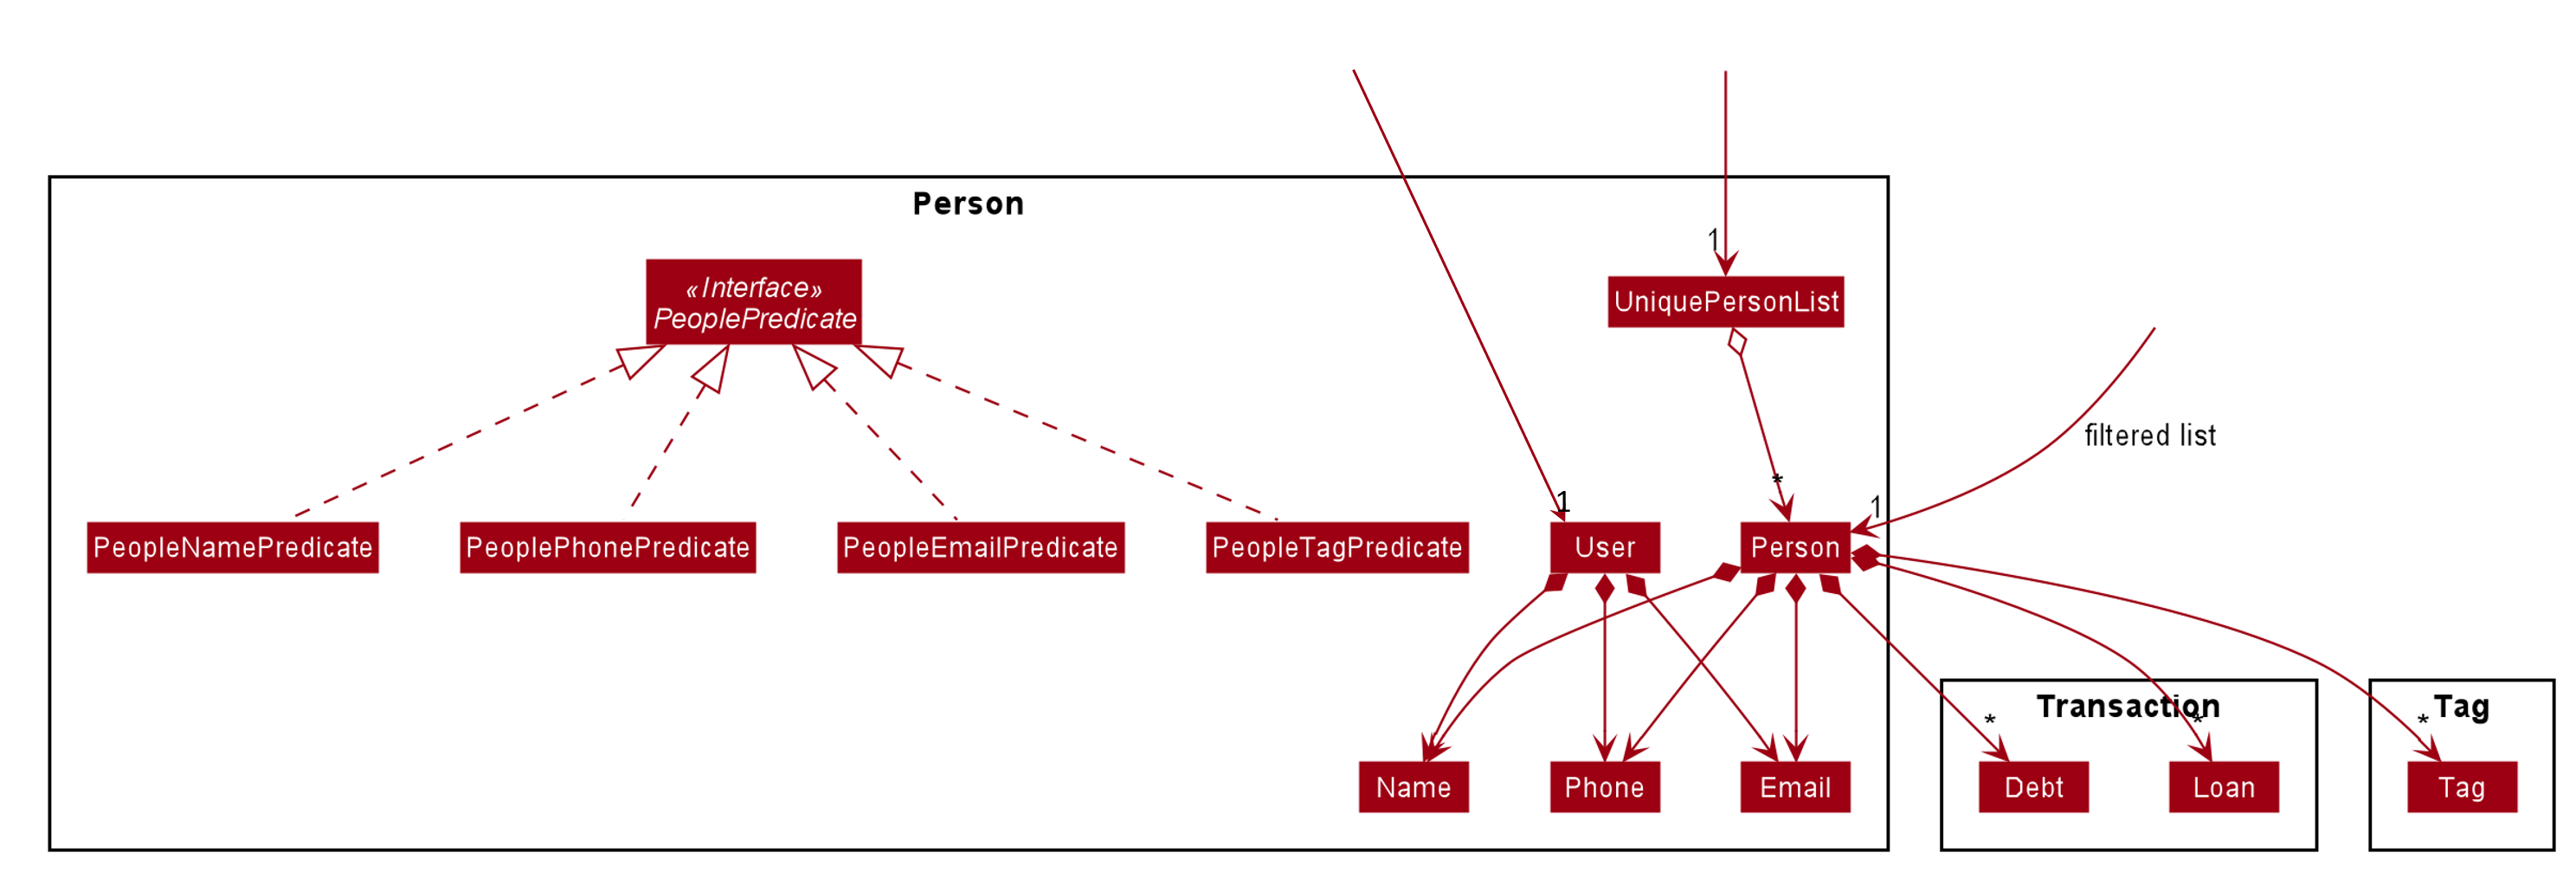 Person
«Interface»
PeoplePredicate
1
UniquePersonList
filtered list
*
1
1
PeopleNamePredicate
PeoplePhonePredicate
PeopleEmailPredicate
PeopleTagPredicate
User
Person
Transaction
Tag
*
*
*
Name
Phone
Email
Debt
Loan
Tag